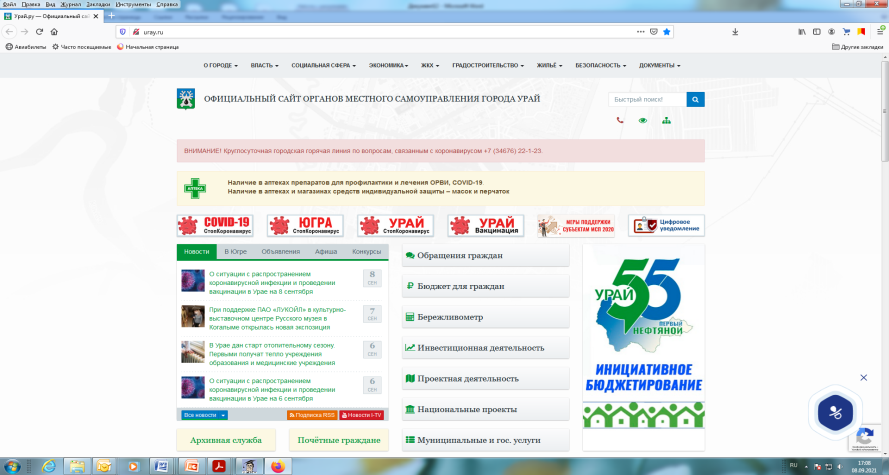 Файл Правка Вид Журнал Закладки Инструменты Справка
Урай.ру — Официальный сай
uray.ru
Авиабилеты Часто посещаемые Начальная страница Другие закладки
О ГОРОДЕ ВЛАСТЬ СОЦИАЛЬНАЯ СФЕРА ЭКОНОМИКА ЖКХ ГРАДОСТРОИТЕЛЬСТВО ЖИЛЬЁ БЕЗОПАСНОСТЬ ДОКУМЕНТЫ
ОФИЦИАЛЬНЫЙ САЙТ ОРГАНОВ МЕСТНОГО САМОУПРАВЛЕНИЯ ГОРОДА УРАЙ
Быстрый поиск!
ВНИМАНИЕ! Круглосуточная городская горячая линия по вопросам, связанным с коронавирусом +7 (34676) 22-1-23.
АПТЕКА
Наличие в аптеках препаратов для профилактики и лечения ОРВИ, COVID-19.
Наличие в аптеках и магазинах средств индивидуальной защиты – масок и перчаток
COVID-19
СтопКоронавирус
ЮГРА
СтопКоронавирус
УРАЙ
СтопКоронавирус
УРАЙ
Вакцинация
МЕРЫ ПОДДЕРЖКИ
СУБЪЕКТАМ МСП 2020
Цифровое
уведомление
Новости В Югре Объявления Афиша Конкурсы
О ситуации с распространением
коронавирусной инфекции и проведении
вакцинации в Урае на 8 сентября
8
СЕН
При поддержке ПАО «ЛУКОЙЛ» в культурно-
выставочном центре Русского музея в
Когалыме открылась новая экспозиция
7
СЕН
В Урае дан старт отопительному сезону.
Первыми получат тепло учреждения
образования и медицинские учреждения
6
СЕН
О ситуации с распространением
коронавирусной инфекции и проведении
вакцинации в Урае на 6 сентября
6
СЕН
Все новости Подписка RSS Новости I-TV
Архивная служба Почётные граждане
Обращения граждан
Бюджет для граждан
Бережливометр
Инвестиционная деятельность
Проектная деятельность
Национальные проекты
Муниципальные и гос. услуги
55
УРАЙ
ПЕРВЫЙ
НЕФТЯНОЙ
ИНИЦИАТИВНОЕ
БЮДЖЕТИРОВАНИЕ
RU
17:08
08.09.2021